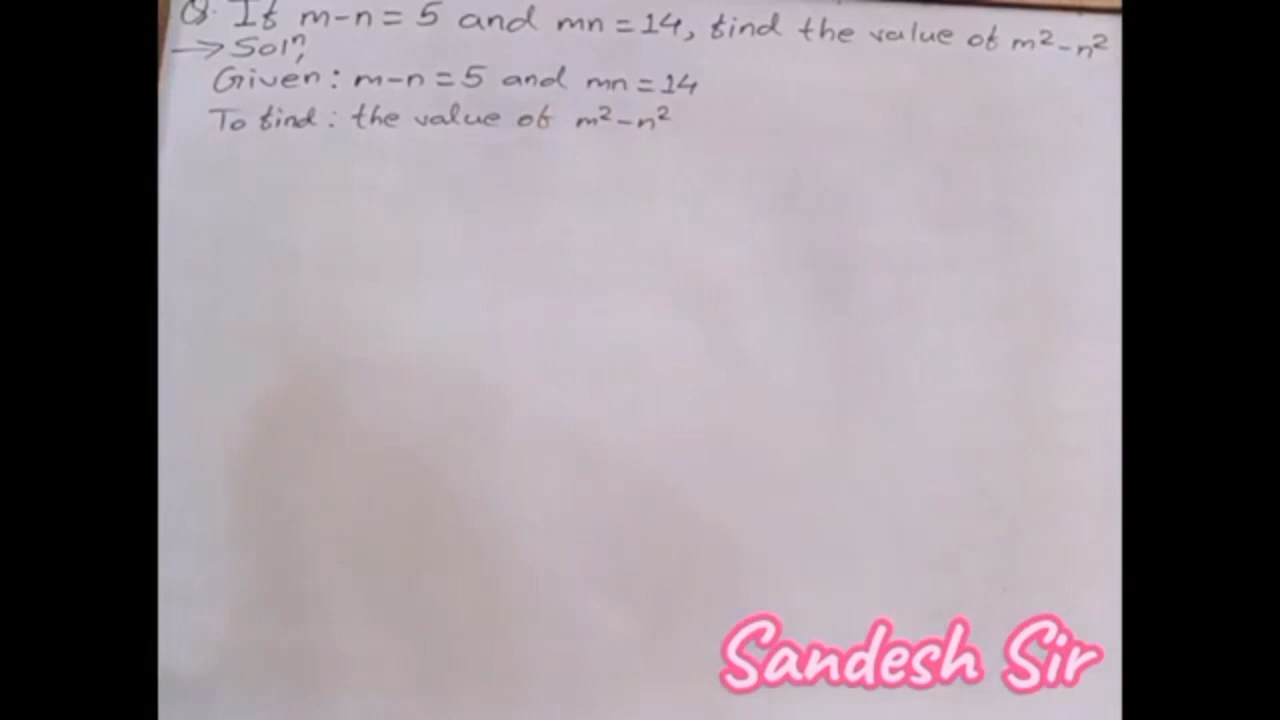 Q. If m-n = 5 and mn = 14, find the value of m²-n²
→ Solⁿ,
Given: m-n = 5 and mn = 14
To find: the value of m²-n²
Sandesh Sir